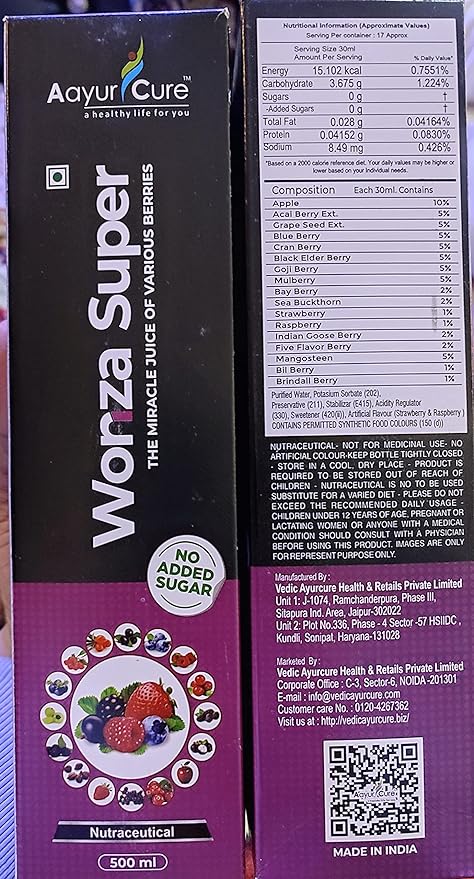 Aayur Cure™
a healthy life for you
Wonza Super
THE MIRACLE JUICE OF VARIOUS BERRIES
NO
ADDED
SUGAR
Nutraceutical
500 ml
Nutritional Information (Approximate Values)
Serving Per container : 17 Approx
Serving Size 30ml
Amount Per Serving % Daily Value*
Energy 15.102 kcal 0.7551%
Carbohydrate 3.675 g 1.224%
Sugars 0 g †
-Added Sugars 0 g †
Total Fat 0.028 g 0.04164%
Protein 0.04152 g 0.0830%
Sodium 8.49 mg 0.426%
*Based on a 2000 calorie reference diet. Your daily values may be higher or
lower based on your Individual needs.
Composition Each 30ml. Contains
Apple 10%
Acai Berry Ext. 5%
Grape Seed Ext. 5%
Blue Berry 5%
Cran Berry 5%
Black Elder Berry 5%
Goji Berry 5%
Mulberry 5%
Bay Berry 2%
Sea Buckthorn 2%
Strawberry 1%
Raspberry 1%
Indian Goose Berry 2%
Five Flavor Berry 2%
Mangosteen 5%
Bil Berry 1%
Brindall Berry 1%
Purified Water, Potasium Sorbate (202),
Preservative (211), Stabilizar (E415), Acidity Regulator
(330), Sweetener (420(ii)), Artificial Flavour (Strawberry & Raspberry)
CONTAINS PERMITTED SYNTHETIC FOOD COLOURS (150 (d))
NUTRACEUTICAL- NOT FOR MEDICINAL USE- NO
ARTIFICIAL COLOUR-KEEP BOTTLE TIGHTLY CLOSED
- STORE IN A COOL, DRY PLACE - PRODUCT IS
REQUIRED TO BE STORED OUT OF REACH OF
CHILDREN - NUTRACEUTICAL IS NO TO BE USED
SUBSTITUTE FOR A VARIED DIET - PLEASE DO NOT
EXCEED THE RECOMMENDED DAILY USAGE -
CHILDREN UNDER 12 YEARS OF AGE, PREGNANT OR
LACTATING WOMEN OR ANYONE WITH A MEDICAL
CONDITION SHOULD CONSULT WITH A PHYSICIAN
BEFORE USING THIS PRODUCT. IMAGES ARE ONLY
FOR REPRESENT PURPOSE ONLY.
Manufactured By :
Vedic Ayurcure Health & Retails Private Limited
Unit 1: J-1074, Ramchanderpura, Phase III,
Sitapura Ind. Area, Jaipur-302022
Unit 2: Plot No.336, Phase - 4 Sector -57 HSIIDC ,
Kundli, Sonipat, Haryana-131028
Marketed By :
Vedic Ayurcure Health & Retails Private Limited
Corporate Office : C-3, Sector-6, NOIDA -201301
E-mail : info@vedicayurcure.com
Customer care No. : 0120-4267362
Visit us at : http://vedicayurcure.biz/
Aayur Cure
MADE IN INDIA